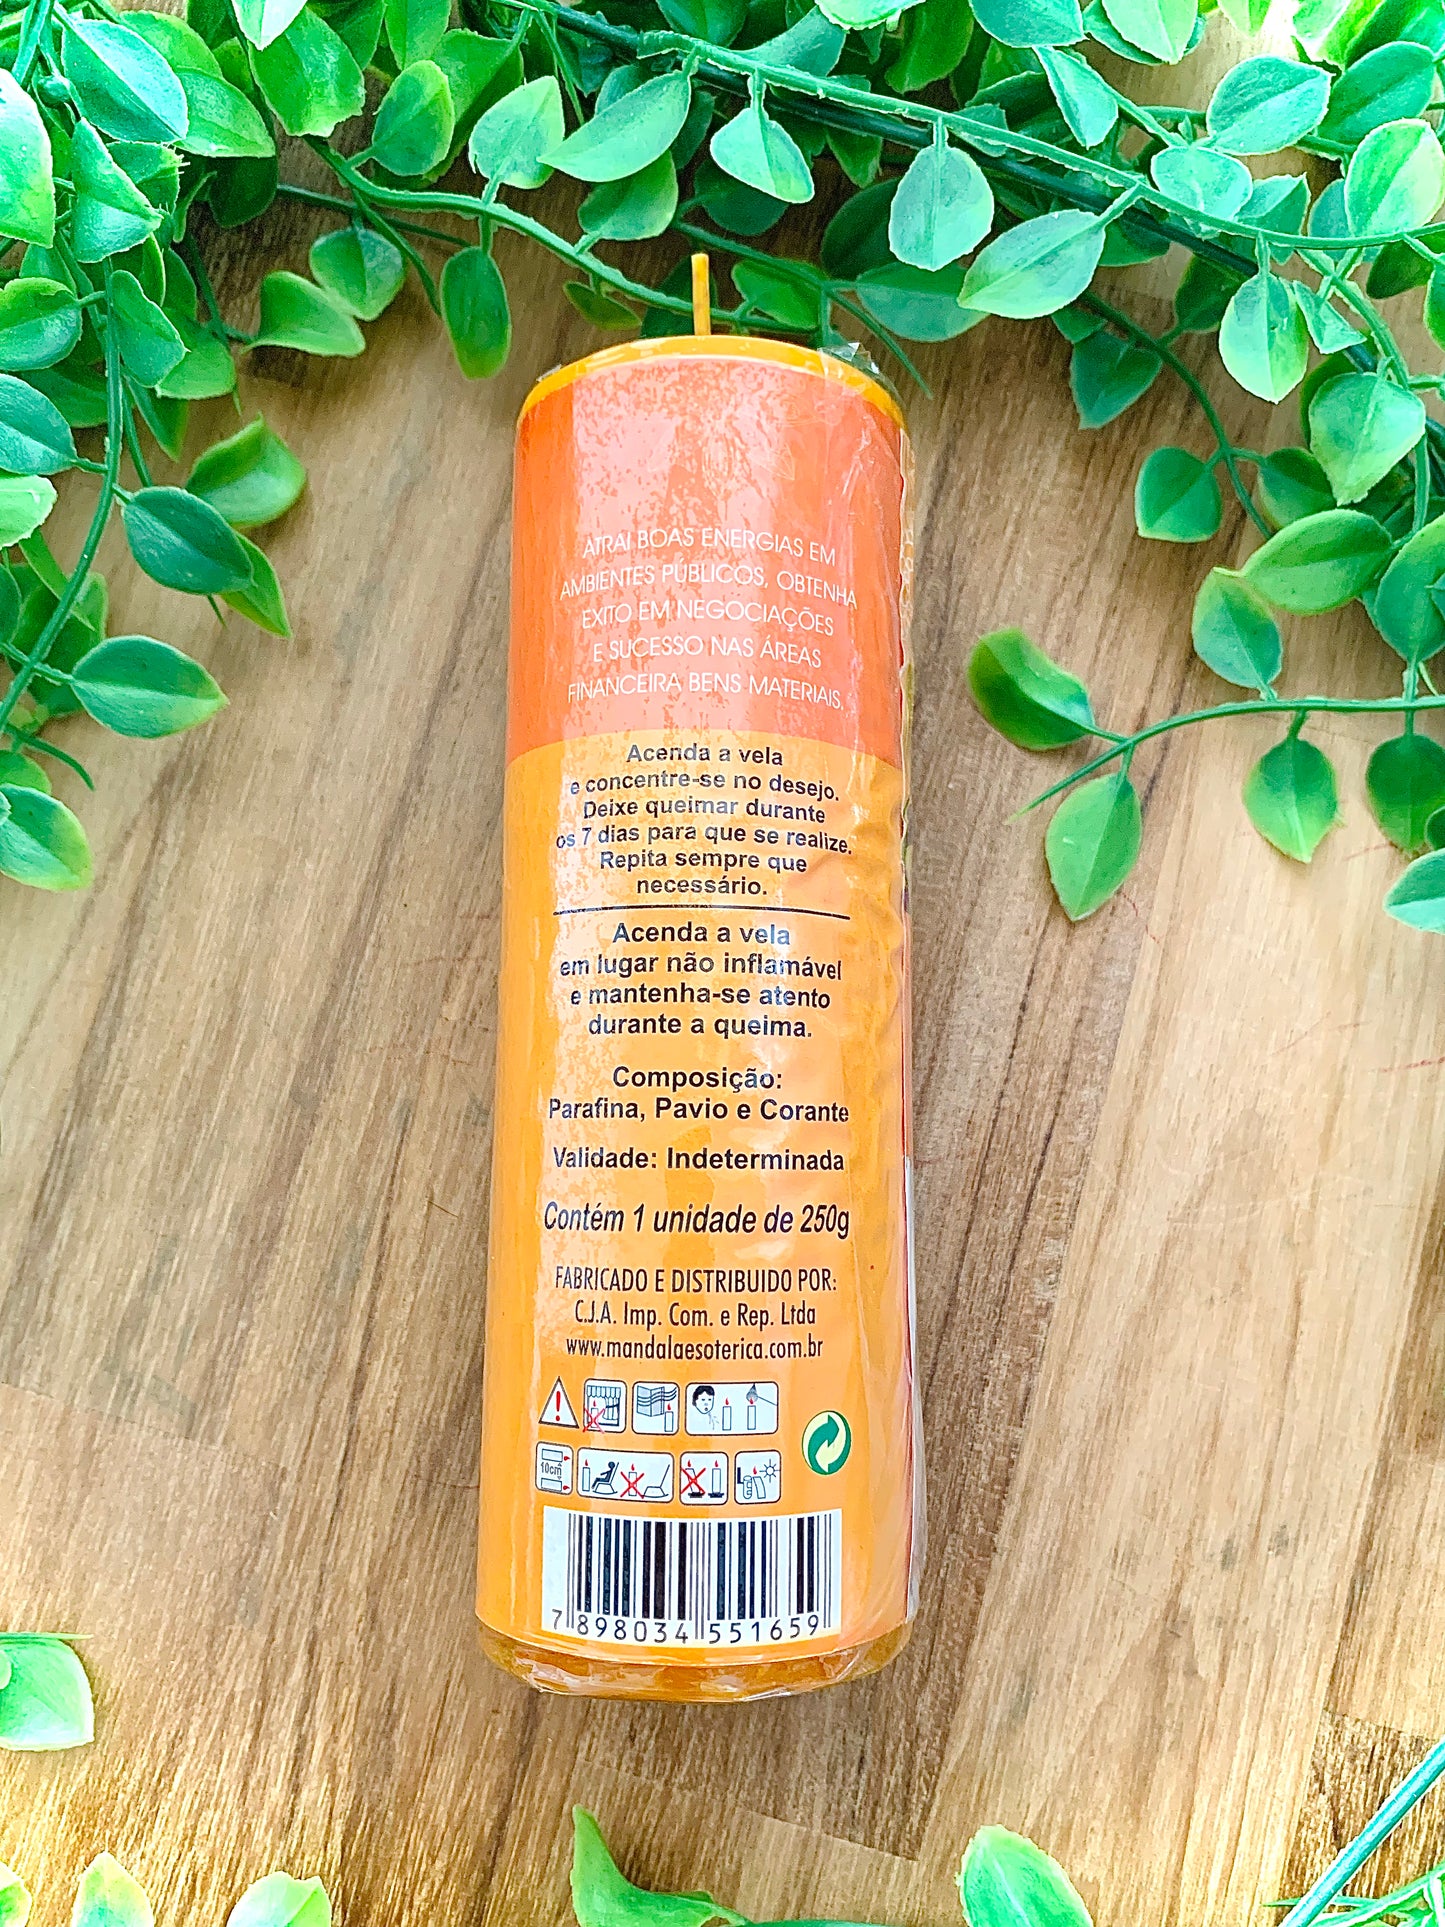 ATRAI BOAS ENERGIAS EM
AMBIENTES PÚBLICOS, OBTENHA
EXITO EM NEGOCIAÇÕES
E SUCESSO NAS ÁREAS
FINANCEIRA BENS MATERIAIS.
Acenda a vela
e concentre-se no desejo.
Deixe queimar durante
os 7 dias para que se realize.
Repita sempre que
necessário.
Acenda a vela
em lugar não inflamável
e mantenha-se atento
durante a queima.
Composição:
Parafina, Pavio e Corante
Validade: Indeterminada
Contém 1 unidade de 250g
FABRICADO E DISTRIBUIDO POR:
C.J.A. Imp. Com. e Rep. Ltda
www.mandalaesoterica.com.br
10cm
7 898034 551659